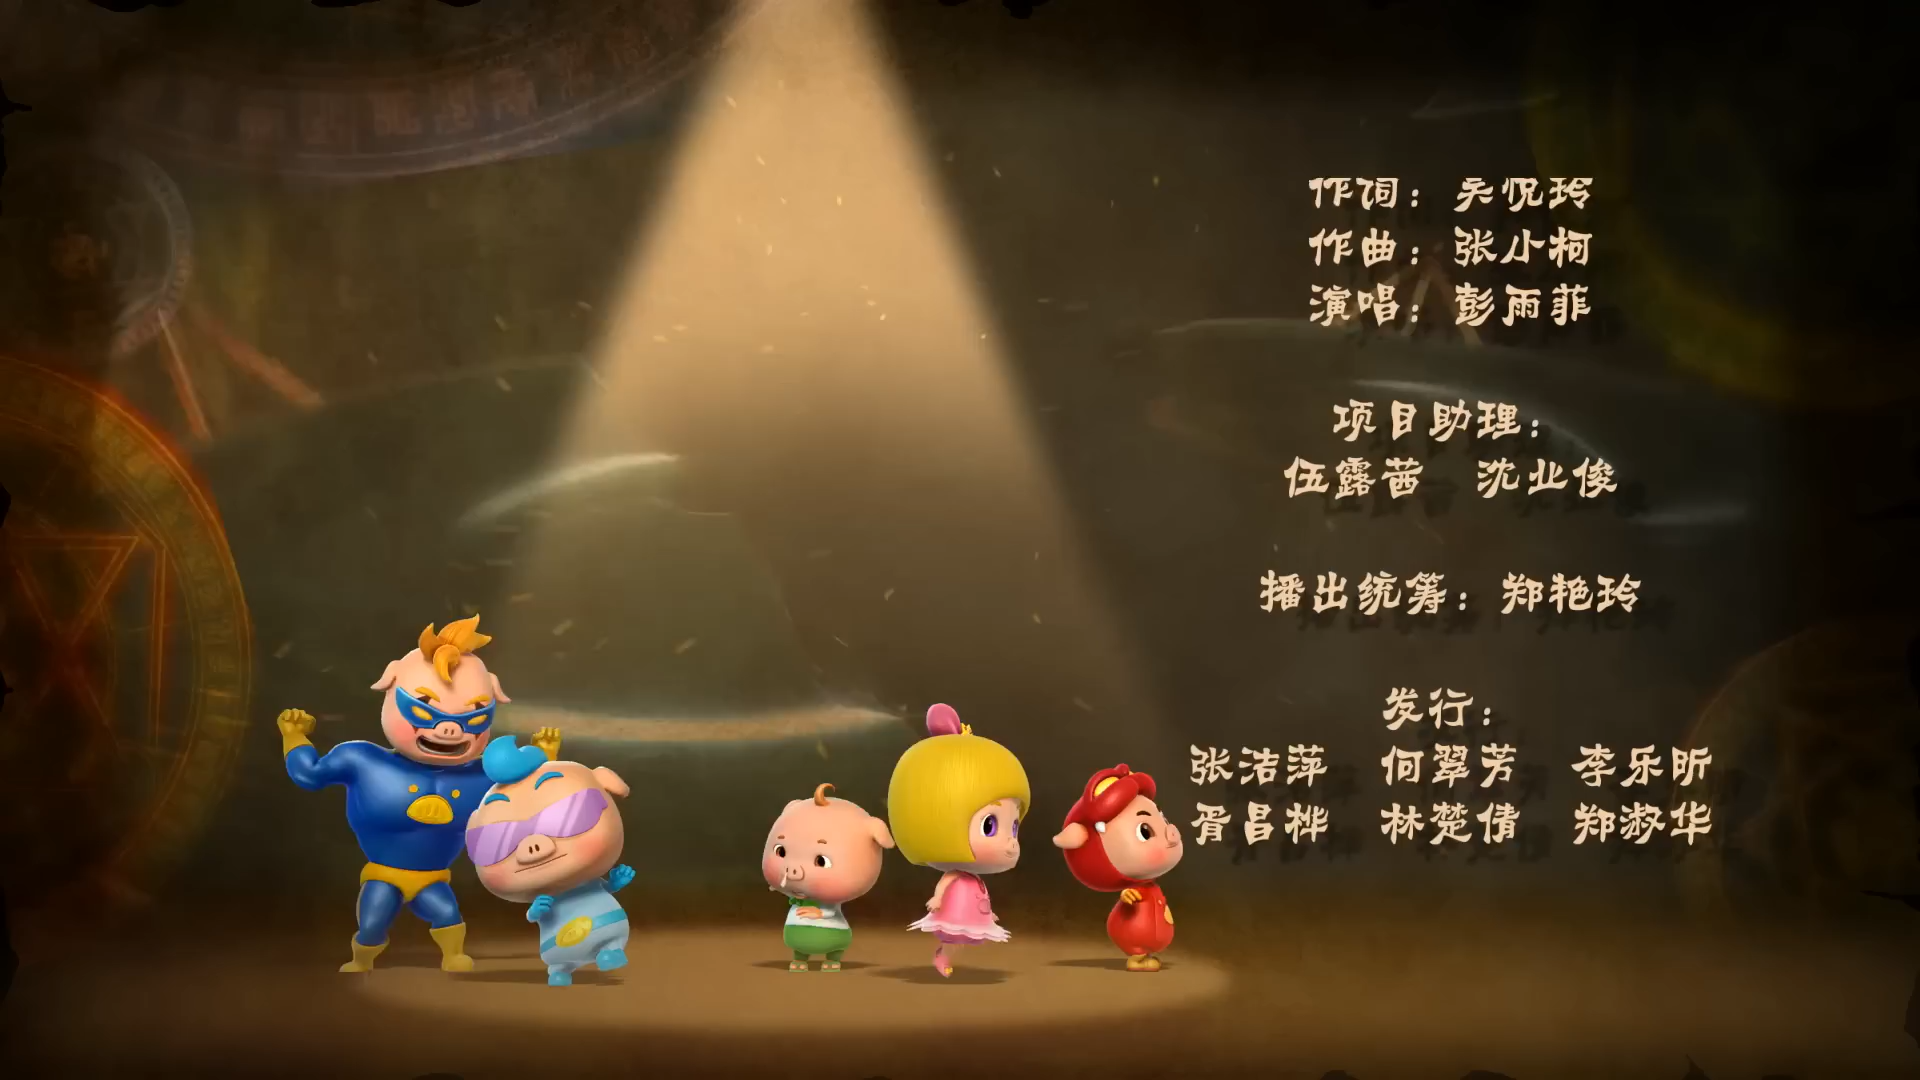 作词：关悦玲
作曲：张小柯
演唱：彭雨菲
项目助理：
伍露茜 沈业俊
播出统筹：郑艳玲
发行：
张洁萍 何翠芳 李乐昕
胥昌桦 林楚倩 郑淑华